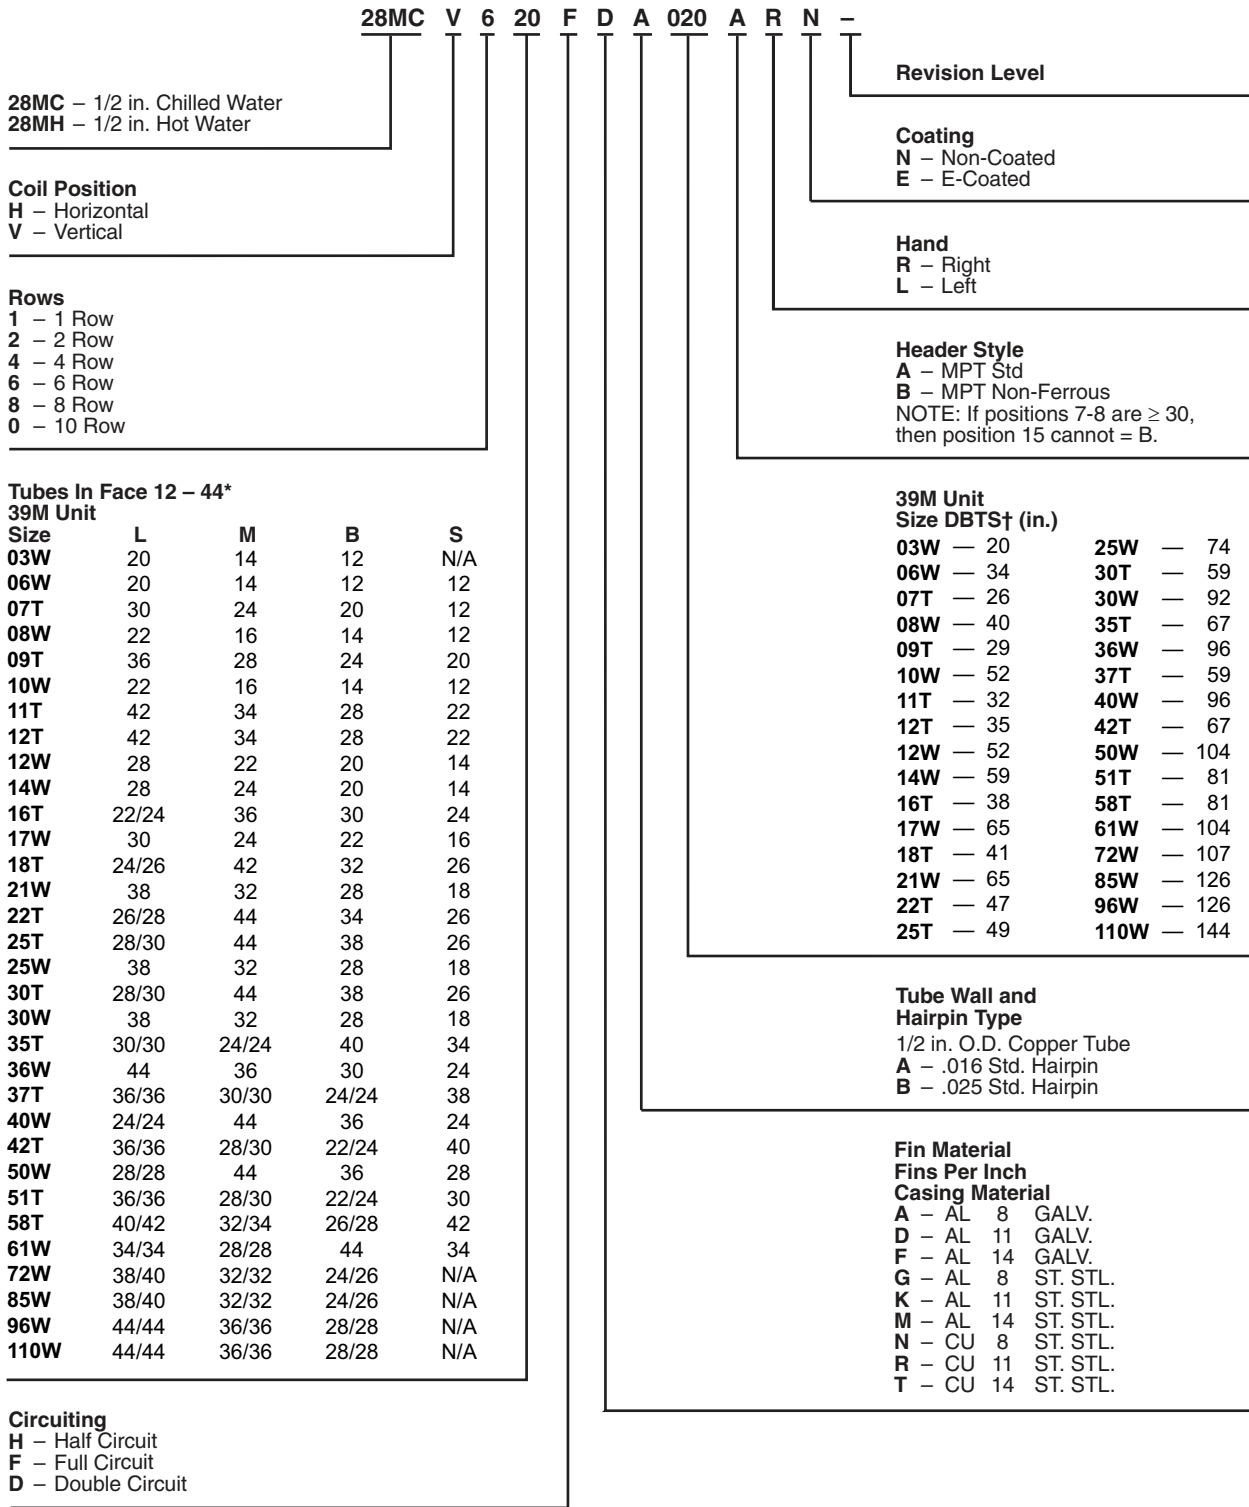 28MC V 6 20 F D A 020 A R N –
28MC – 1/2 in. Chilled Water
28MH – 1/2 in. Hot Water
Coil Position
H – Horizontal
V – Vertical
Rows
1 – 1 Row
2 – 2 Row
4 – 4 Row
6 – 6 Row
8 – 8 Row
0 – 10 Row
Tubes In Face 12 – 44*
39M Unit
Size L M B S
03W 20 14 12 N/A
06W 20 14 12 12
07T 30 24 20 12
08W 22 16 14 12
09T 36 28 24 20
10W 22 16 14 12
11T 42 34 28 22
12T 42 34 28 22
12W 28 22 20 14
14W 28 24 20 14
16T 22/24 36 30 24
17W 30 24 22 16
18T 24/26 42 32 26
21W 38 32 28 18
22T 26/28 44 34 26
25T 28/30 44 38 26
25W 38 32 28 18
30T 28/30 44 38 26
30W 38 32 28 18
35T 30/30 24/24 40 34
36W 44 36 30 24
37T 36/36 30/30 24/24 38
40W 24/24 44 36 24
42T 36/36 28/30 22/24 40
50W 28/28 44 36 28
51T 36/36 28/30 22/24 30
58T 40/42 32/34 26/28 42
61W 34/34 28/28 44 34
72W 38/40 32/32 24/26 N/A
85W 38/40 32/32 24/26 N/A
96W 44/44 36/36 28/28 N/A
110W 44/44 36/36 28/28 N/A
Circuiting
H – Half Circuit
F – Full Circuit
D – Double Circuit
Revision Level
Coating
N – Non-Coated
E – E-Coated
Hand
R – Right
L – Left
Header Style
A – MPT Std
B – MPT Non-Ferrous
NOTE: If positions 7-8 are ≥ 30,
then position 15 cannot = B.
39M Unit
Size DBTS† (in.)
03W — 20 25W — 74
06W — 34 30T — 59
07T — 26 30W — 92
08W — 40 35T — 67
09T — 29 36W — 96
10W — 52 37T — 59
11T — 32 40W — 96
12T — 35 42T — 67
12W — 52 50W — 104
14W — 59 51T — 81
16T — 38 58T — 81
17W — 65 61W — 104
18T — 41 72W — 107
21W — 65 85W — 126
22T — 47 96W — 126
25T — 49 110W — 144
Tube Wall and
Hairpin Type
1/2 in. O.D. Copper Tube
A – .016 Std. Hairpin
B – .025 Std. Hairpin
Fin Material
Fins Per Inch
Casing Material
A – AL 8 GALV.
D – AL 11 GALV.
F – AL 14 GALV.
G – AL 8 ST. STL.
K – AL 11 ST. STL.
M – AL 14 ST. STL.
N – CU 8 ST. STL.
R – CU 11 ST. STL.
T – CU 14 ST. STL.